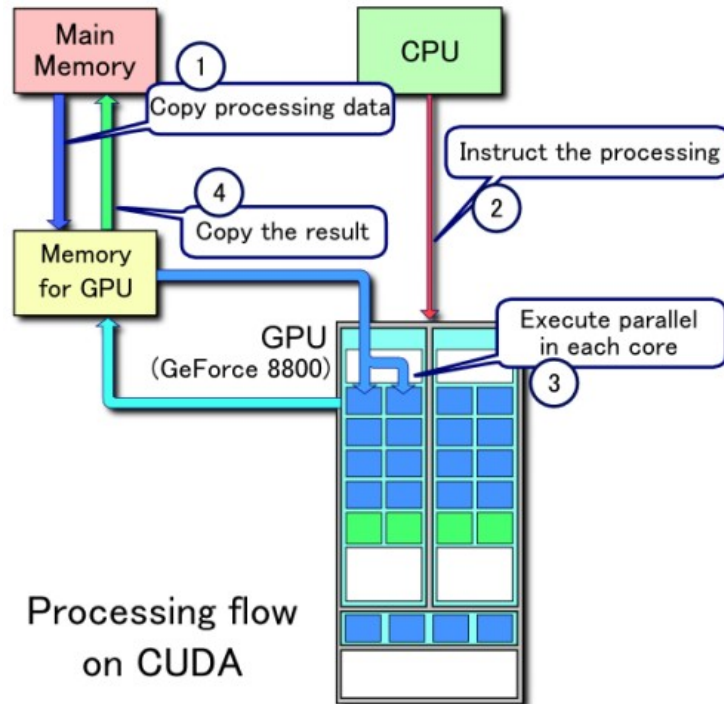 Main
Memory
CPU
1
Copy processing data
Instruct the processing
2
4
Copy the result
Memory
for GPU
GPU
(GeForce 8800)
Execute parallel
in each core
3
Processing flow
on CUDA